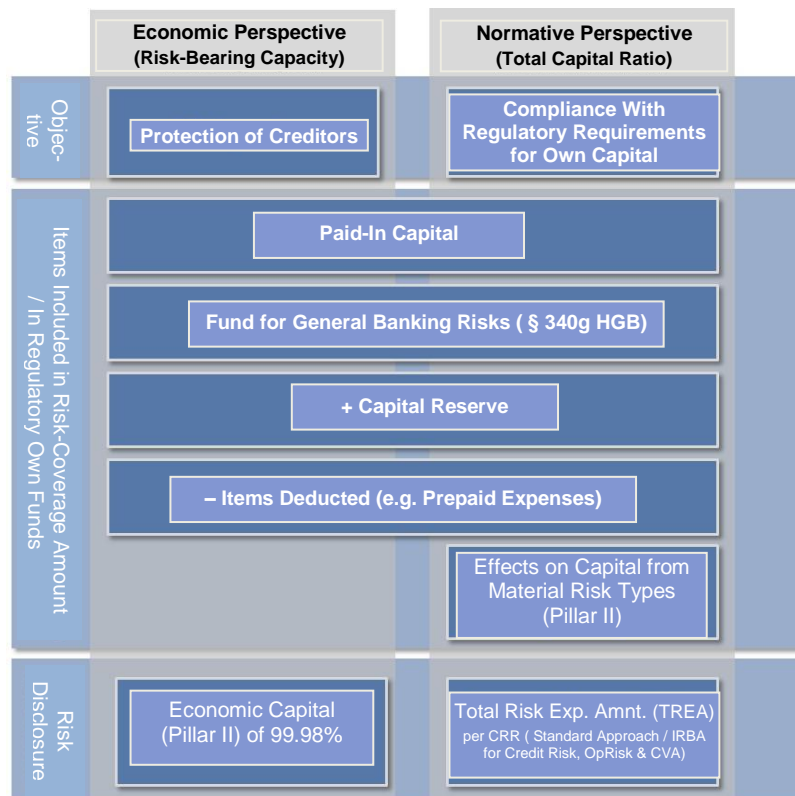 Economic Perspective
(Risk-Bearing Capacity)
Normative Perspective
(Total Capital Ratio)
Objec-
tive
Protection of Creditors
Compliance With
Regulatory Requirements
for Own Capital
Items Included in Risk-Coverage Amount
/ In Regulatory Own Funds
Paid-In Capital
Fund for General Banking Risks ( § 340g HGB)
+ Capital Reserve
– Items Deducted (e.g. Prepaid Expenses)
Effects on Capital from
Material Risk Types
(Pillar II)
Risk
Disclosure
Economic Capital
(Pillar II) of 99.98%
Total Risk Exp. Amnt. (TREA)
per CRR ( Standard Approach / IRBA
for Credit Risk, OpRisk & CVA)